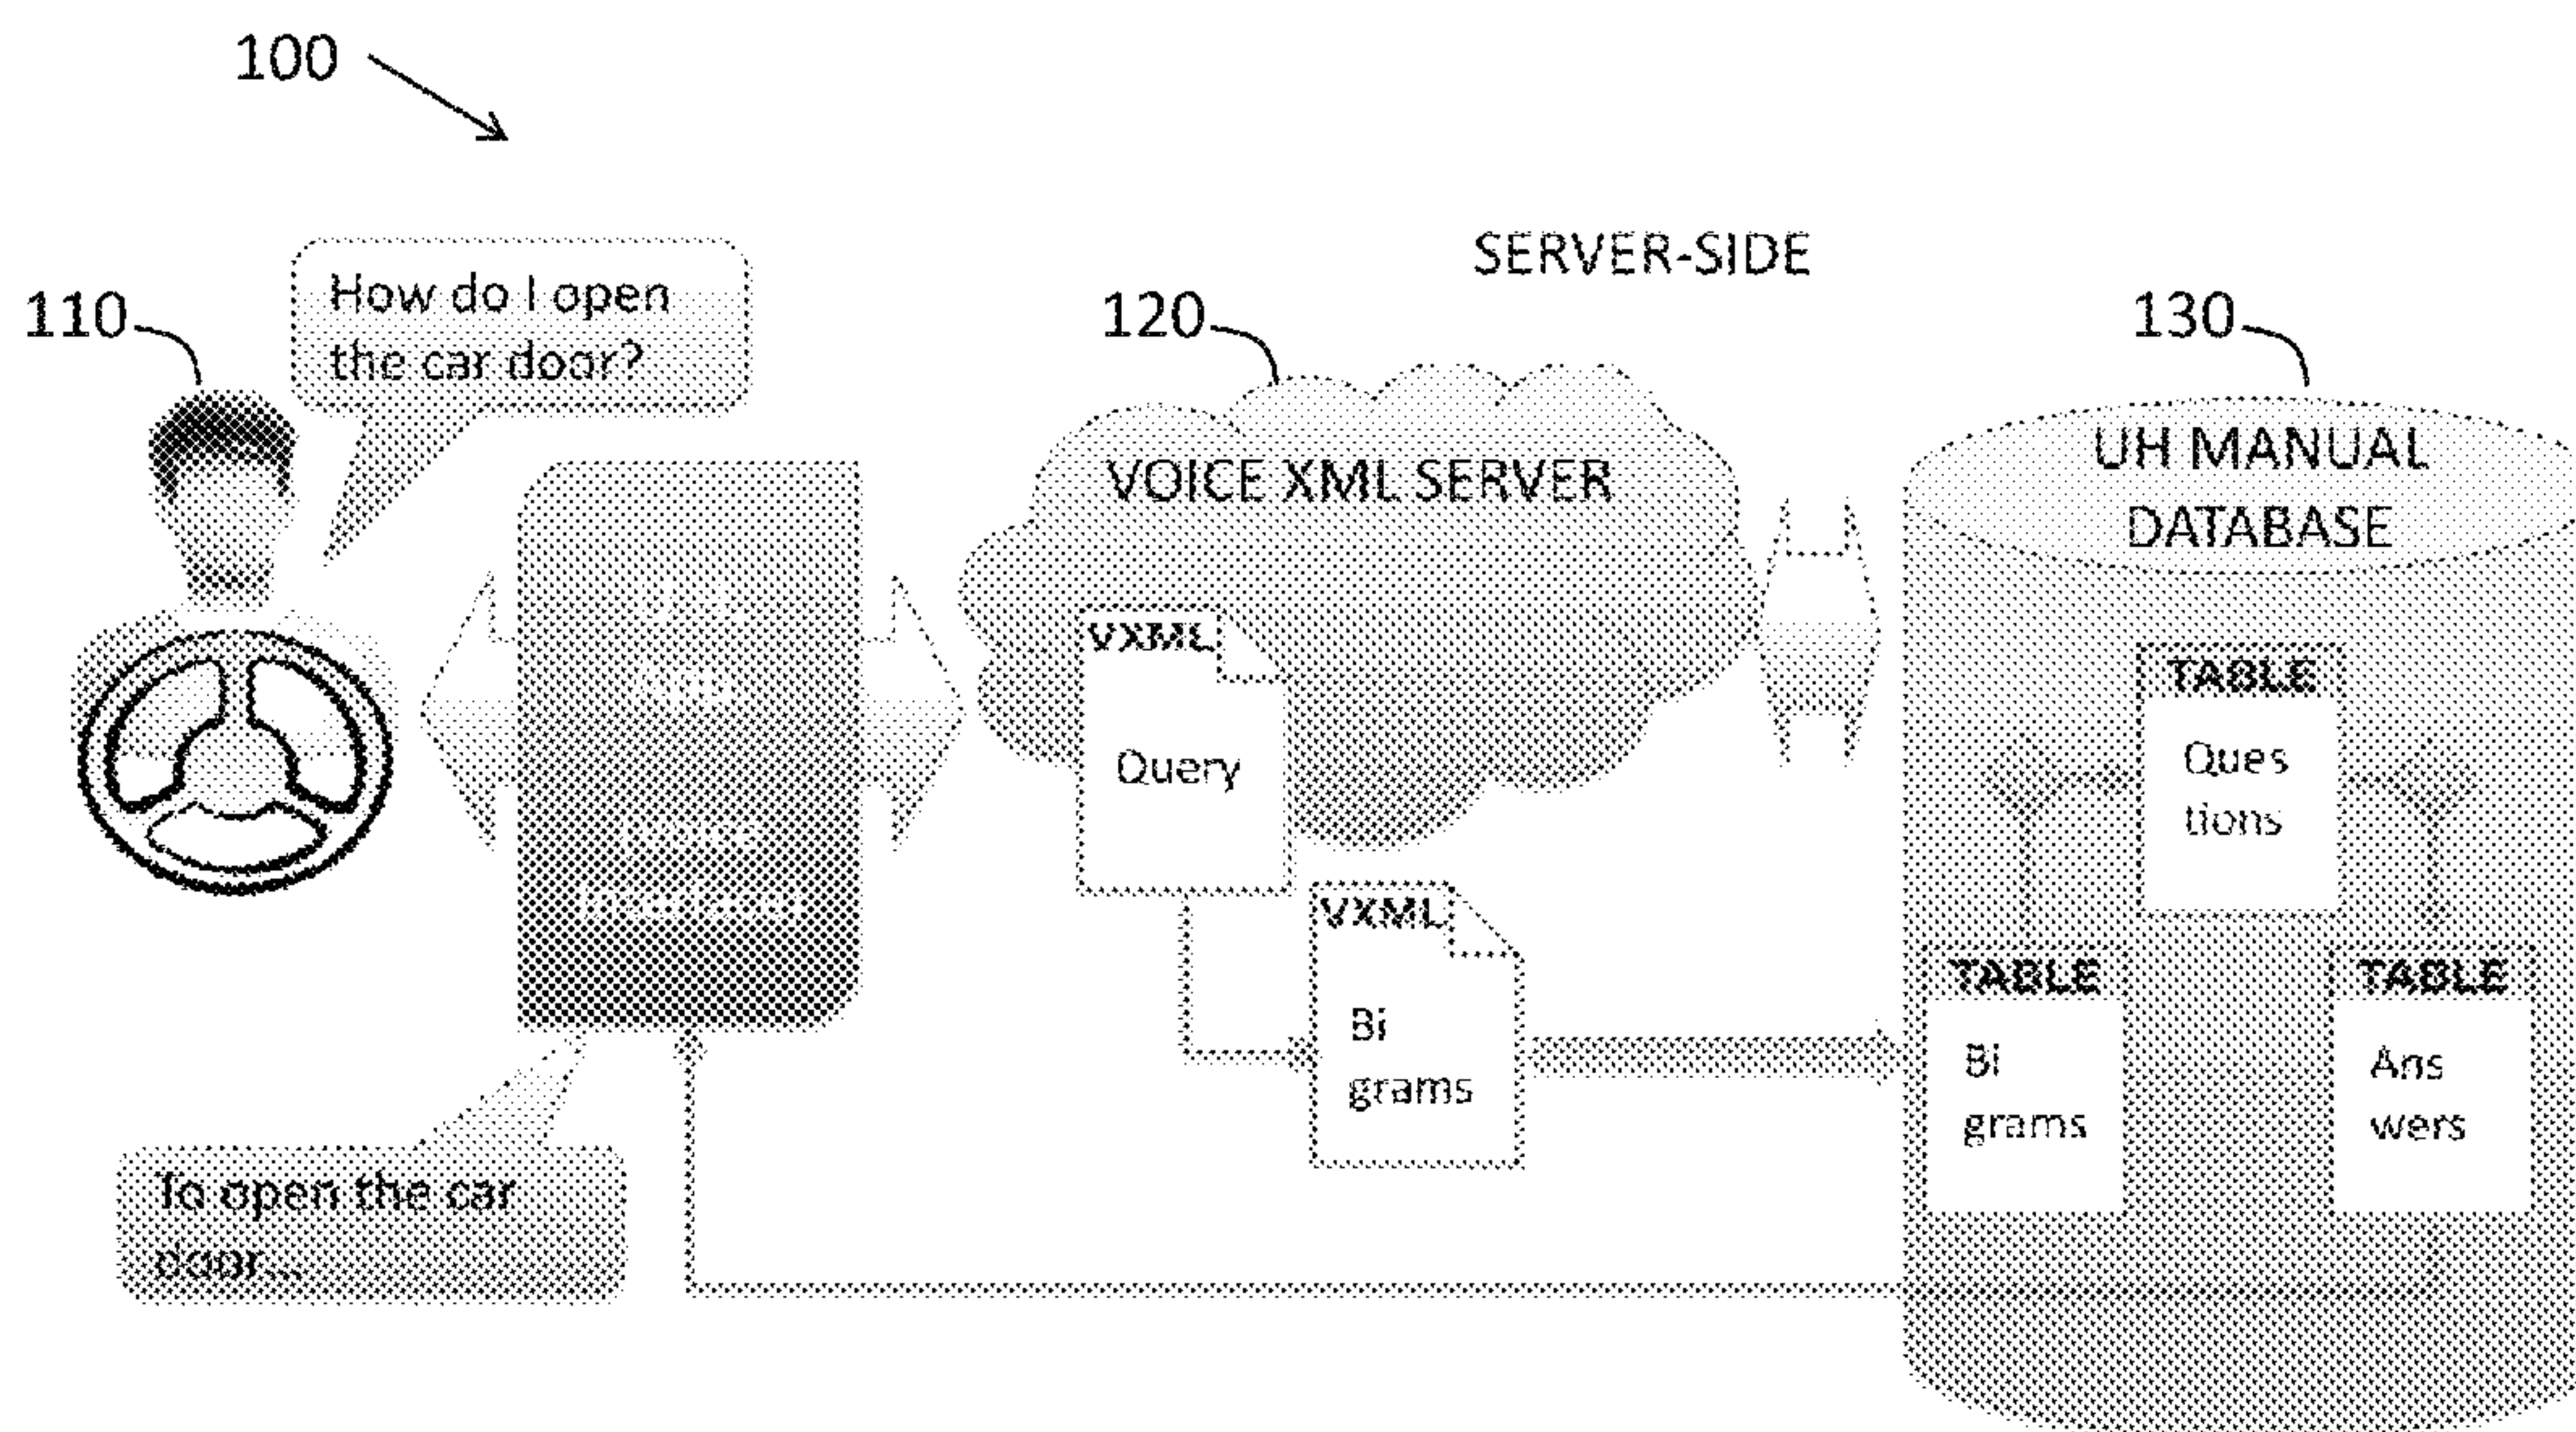 100
SERVER-SIDE
110
How do I open
the car door?
120
130
VOICE XML SERVER
UH MANUAL
DATABASE
VXML
Query
TABLE
Ques
tions
VXML
Bi
grams
TABLE
Bi
grams
TABLE
Ans
wers
To open the car
door...